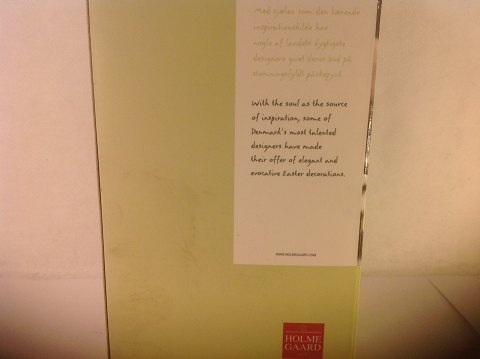 Med sjælen som den bærende
inspirationskilde har
nogle af landets dygtigste
designers givet deres bud på
stemningsfyldt påskepynt.
With the soul as the source
of inspiration, some of
Denmark's most talented
designers have made
their offer of elegant and
evocative Easter decorations.
WWW.HOLMEGAARD.COM
HOLME
GAARD